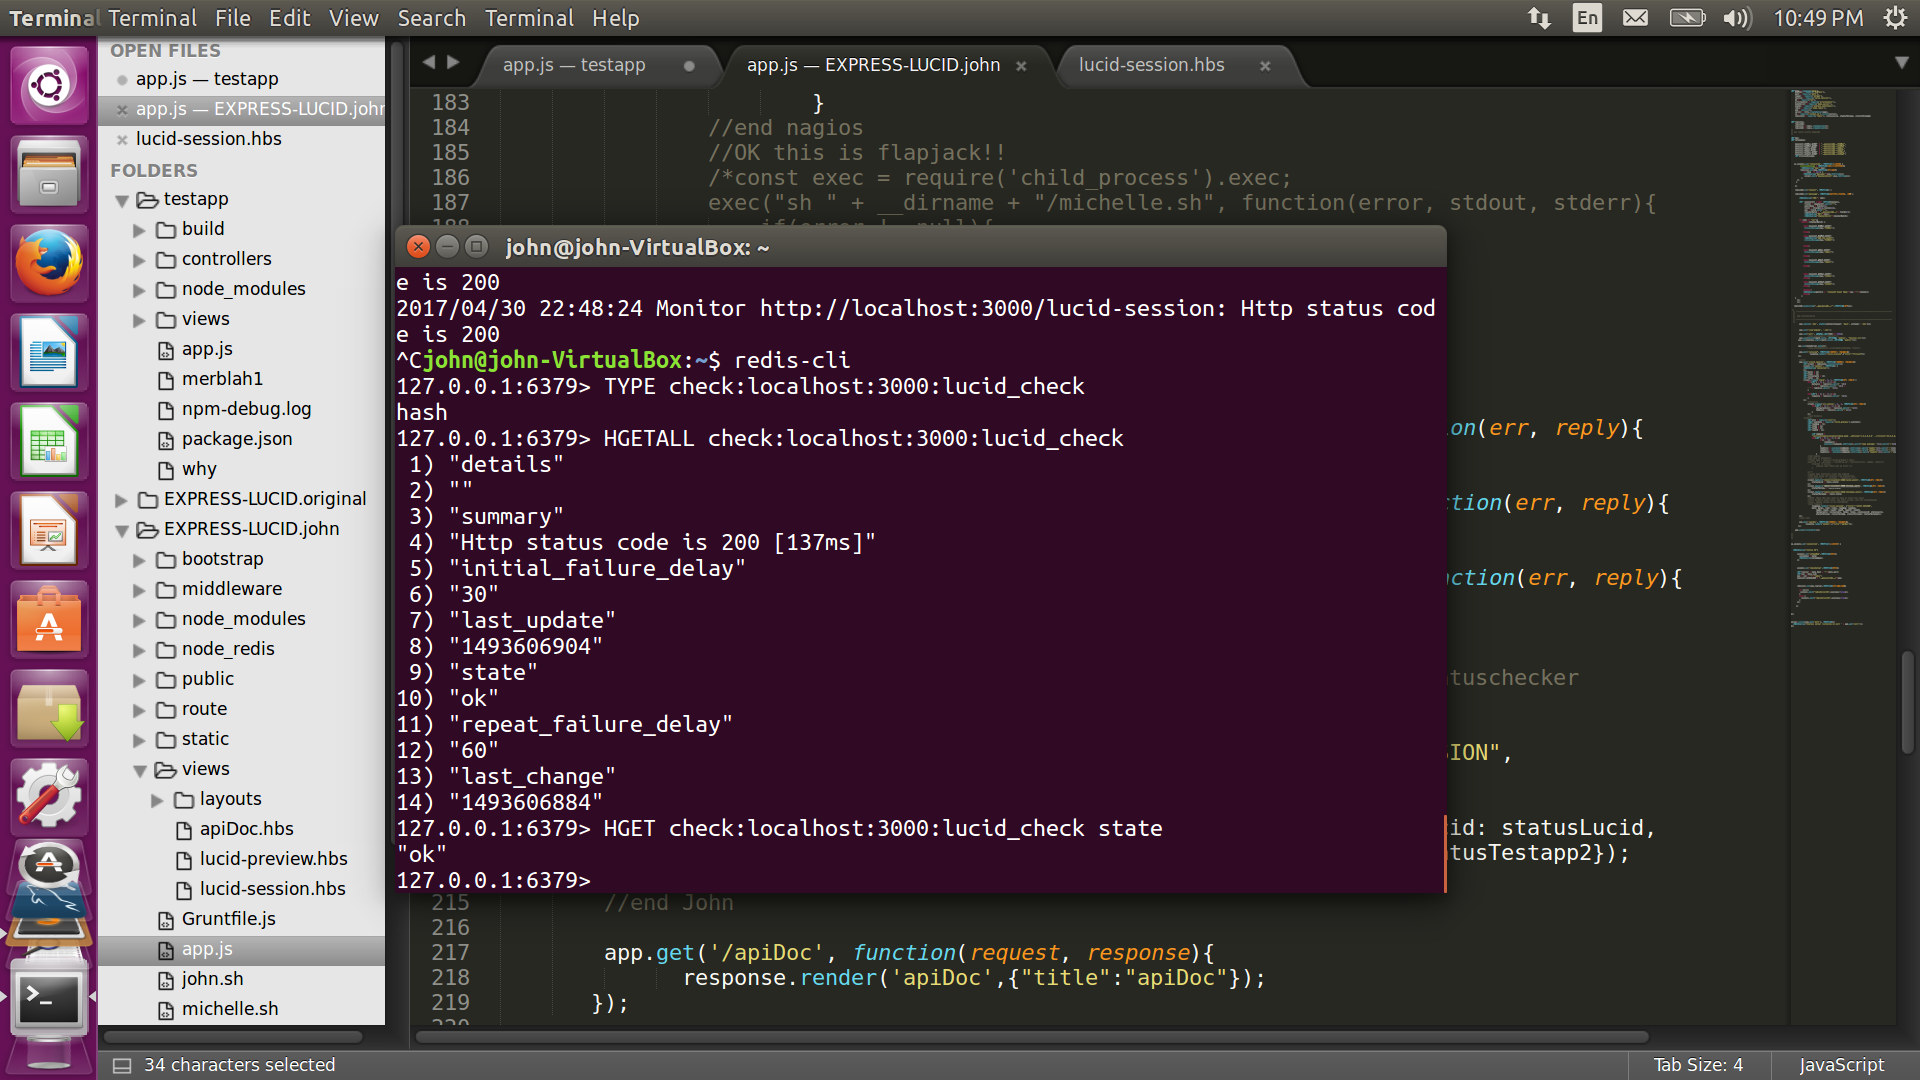 Terminal Terminal File Edit View Search Terminal Help
En
10:49 PM
OPEN FILES
app.js — testapp
app.js — EXPRESS-LUCID.john
lucid-session.hbs
FOLDERS
testapp
build
controllers
node_modules
views
app.js
merblah1
npm-debug.log
package.json
why
EXPRESS-LUCID.original
EXPRESS-LUCID.john
bootstrap
middleware
node_modules
node_redis
public
route
static
views
layouts
apiDoc.hbs
lucid-preview.hbs
lucid-session.hbs
Gruntfile.js
app.js
john.sh
michelle.sh
app.js — testapp
app.js — EXPRESS-LUCID.john
lucid-session.hbs
183 }
184 //end nagios
185 //OK this is flapjack!!
186 /*const exec = require('child_process').exec;
187 exec("sh " + __dirname + "/michelle.sh", function(error, stdout, stderr){
john@john-VirtualBox: ~
e is 200
2017/04/30 22:48:24 Monitor http://localhost:3000/lucid-session: Http status cod
e is 200
^Cjohn@john-VirtualBox:~$ redis-cli
127.0.0.1:6379> TYPE check:localhost:3000:lucid_check
hash
127.0.0.1:6379> HGETALL check:localhost:3000:lucid_check
1) "details"
2) ""
3) "summary"
4) "Http status code is 200 [137ms]"
5) "initial_failure_delay"
6) "30"
7) "last_update"
8) "1493606904"
9) "state"
10) "ok"
11) "repeat_failure_delay"
12) "60"
13) "last_change"
14) "1493606884"
127.0.0.1:6379> HGET check:localhost:3000:lucid_check state
"ok"
127.0.0.1:6379>
on(err, reply){
ction(err, reply){
nction(err, reply){
tuschecker
SION",
id: statusLucid,
tusTestapp2});
215 //end John
216
217 app.get('/apiDoc', function(request, response){
218 response.render('apiDoc',{"title":"apiDoc"});
219 });
34 characters selected
Tab Size: 4
JavaScript